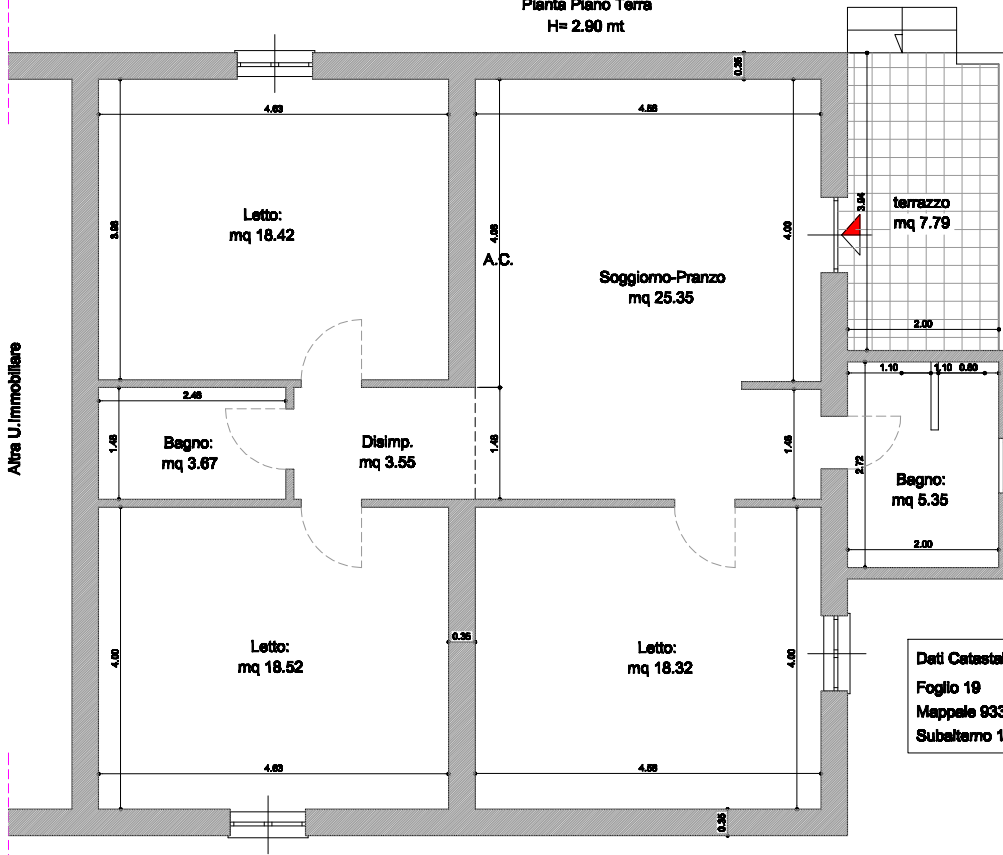 Pianta Piano Terra
H= 2.90 mt
0.35
4.63
4.58
3.98
4.08
4.00
3.94
Letto:
mq 18.42
terrazzo
mq 7.79
A.C.
Soggiorno-Pranzo
mq 25.35
2.00
Altra U.Immobiliare
1.10
1.10
0.80
2.48
1.48
Bagno:
mq 3.67
Disimp.
mq 3.55
1.48
1.48
2.72
Bagno:
mq 5.35
2.00
4.00
Letto:
mq 18.52
0.35
Letto:
mq 18.32
4.00
Dati Catastal
Foglio 19
Mappale 933
Subalterno 1
4.63
4.58
0.35